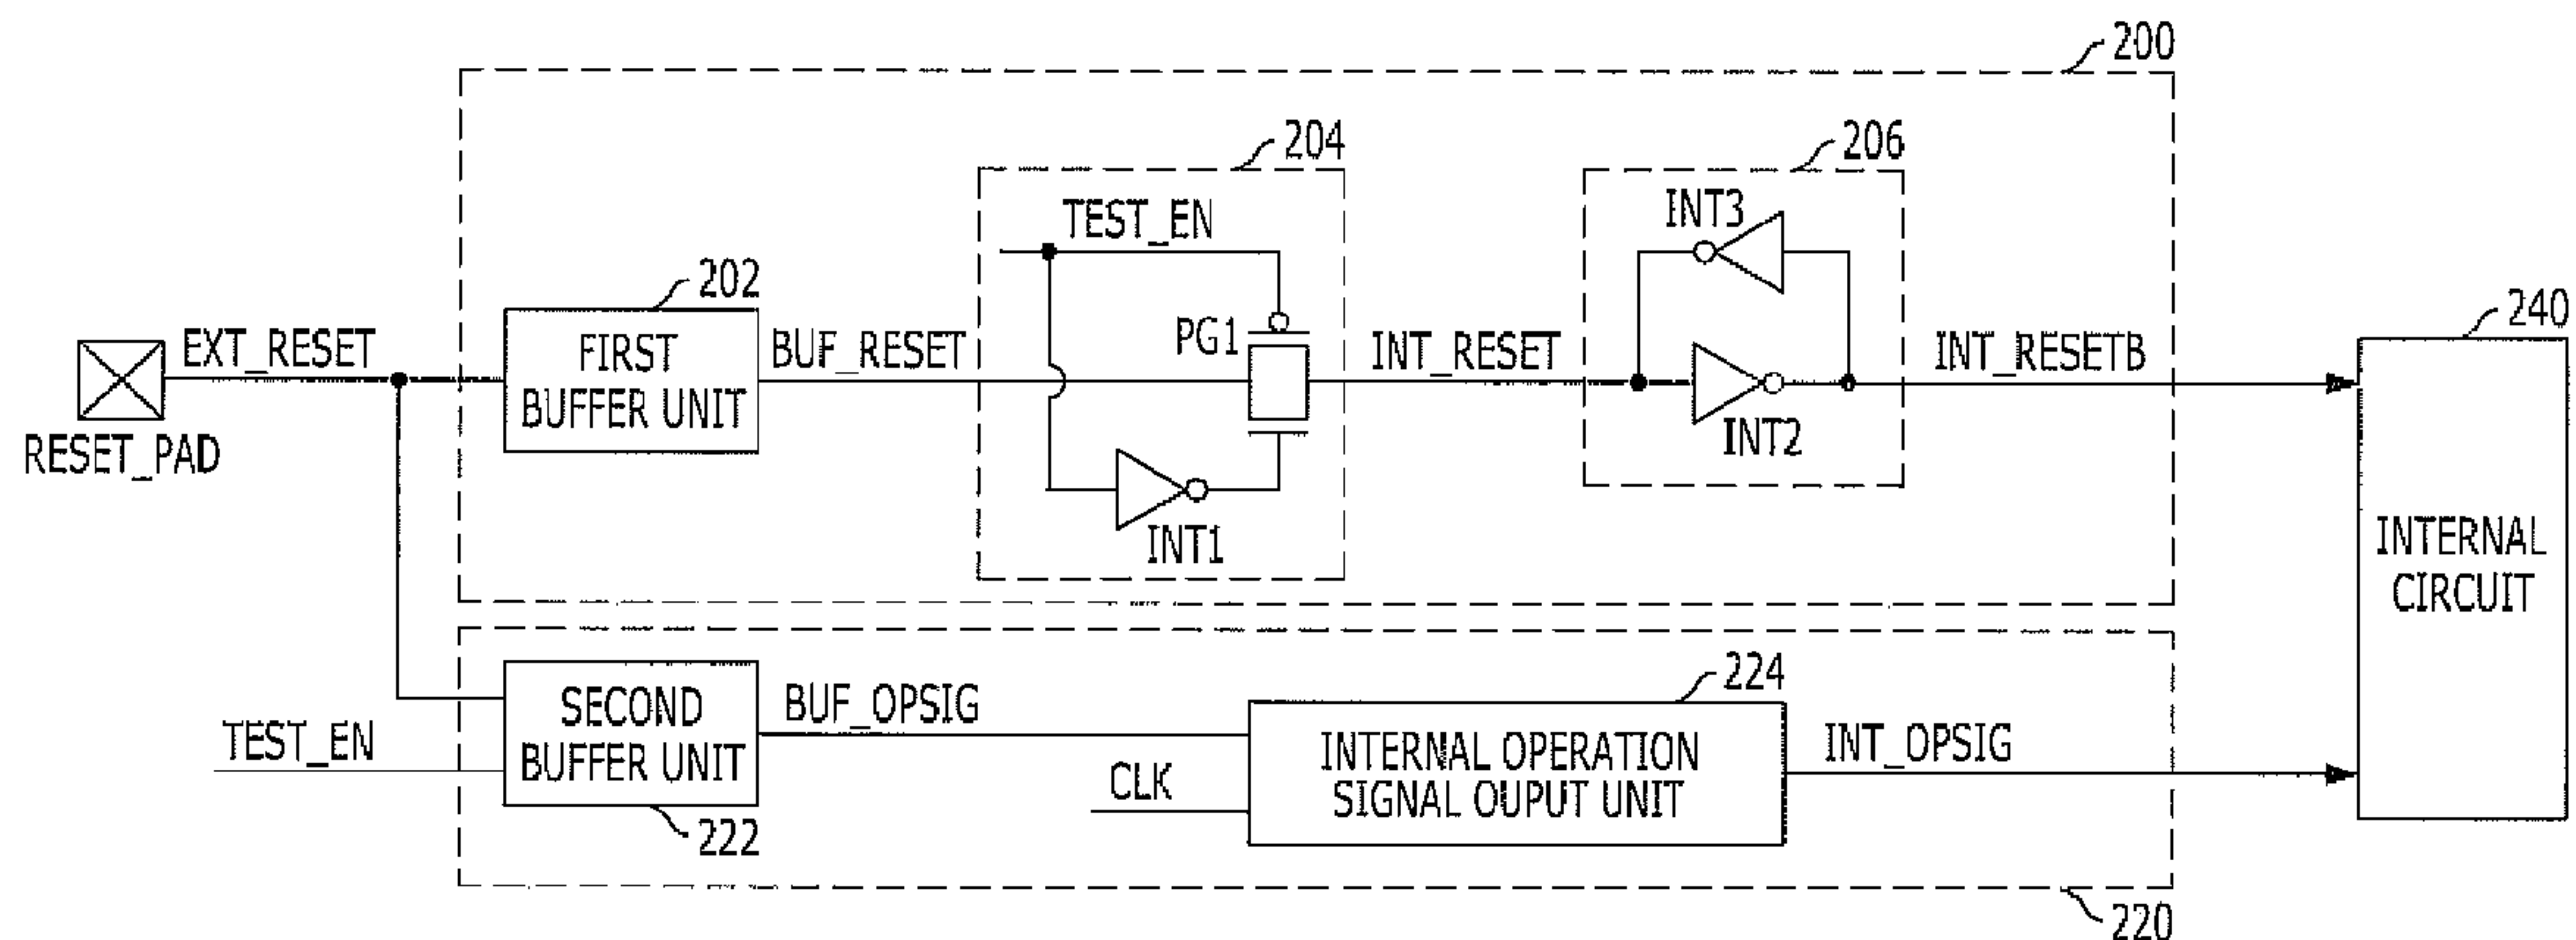 200
204
206
TEST_EN
INT3
202
240
EXT_RESET
FIRST
BUFFER UNIT
BUF_RESET
PG1
INT_RESET
INT_RESETB
RESET_PAD
INT2
INT1
INTERNAL
CIRCUIT
224
SECOND
BUFFER UNIT
BUF_OPSIG
TEST_EN
INTERNAL OPERATION
SIGNAL OUPUT UNIT
INT_OPSIG
CLK
222
220